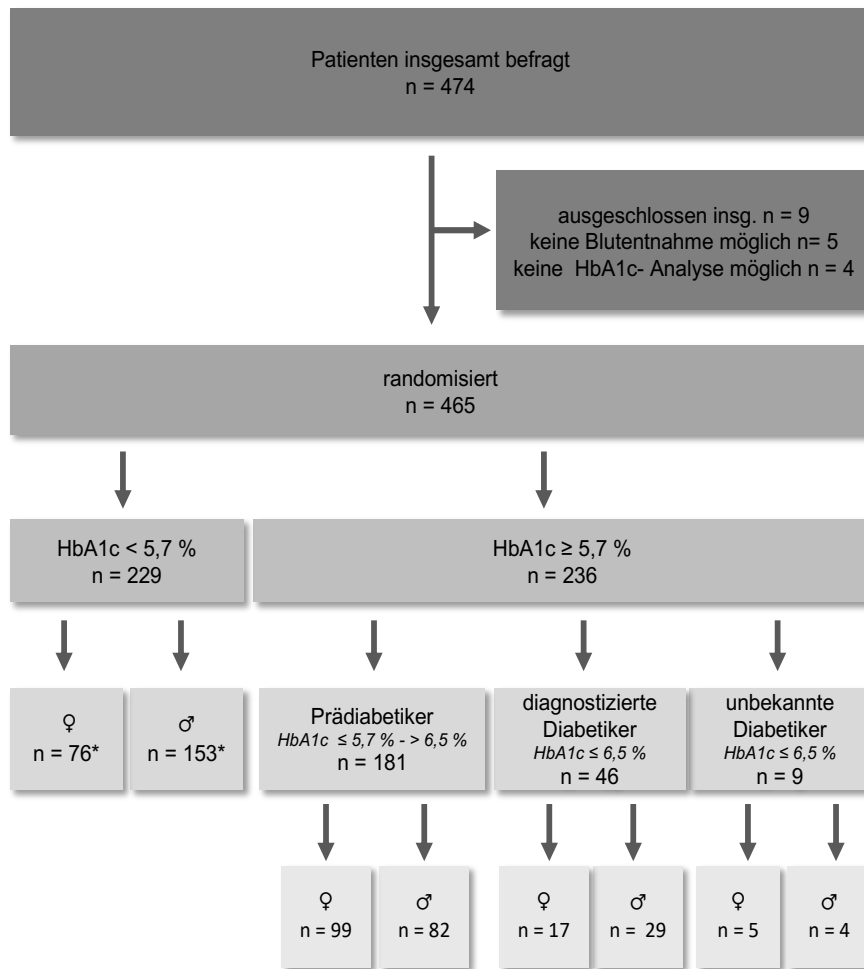 Patienten insgesamt befragt
n = 474
ausgeschlossen insg. n = 9
keine Blutentnahme möglich n= 5
keine HbA1c- Analyse möglich n = 4
randomisiert
n = 465
HbA1c < 5,7 %
n = 229
HbA1c ≥ 5,7 %
n = 236
♀
n = 76*
♂
n = 153*
Prädiabetiker
HbA1c ≤ 5,7 % - > 6,5 %
n = 181
diagnostizierte
Diabetiker
HbA1c ≤ 6,5 %
n = 46
unbekannte
Diabetiker
HbA1c ≤ 6,5 %
n = 9
♀
n = 99
♂
n = 82
♀
n = 17
♂
n = 29
♀
n = 5
♂
n = 4